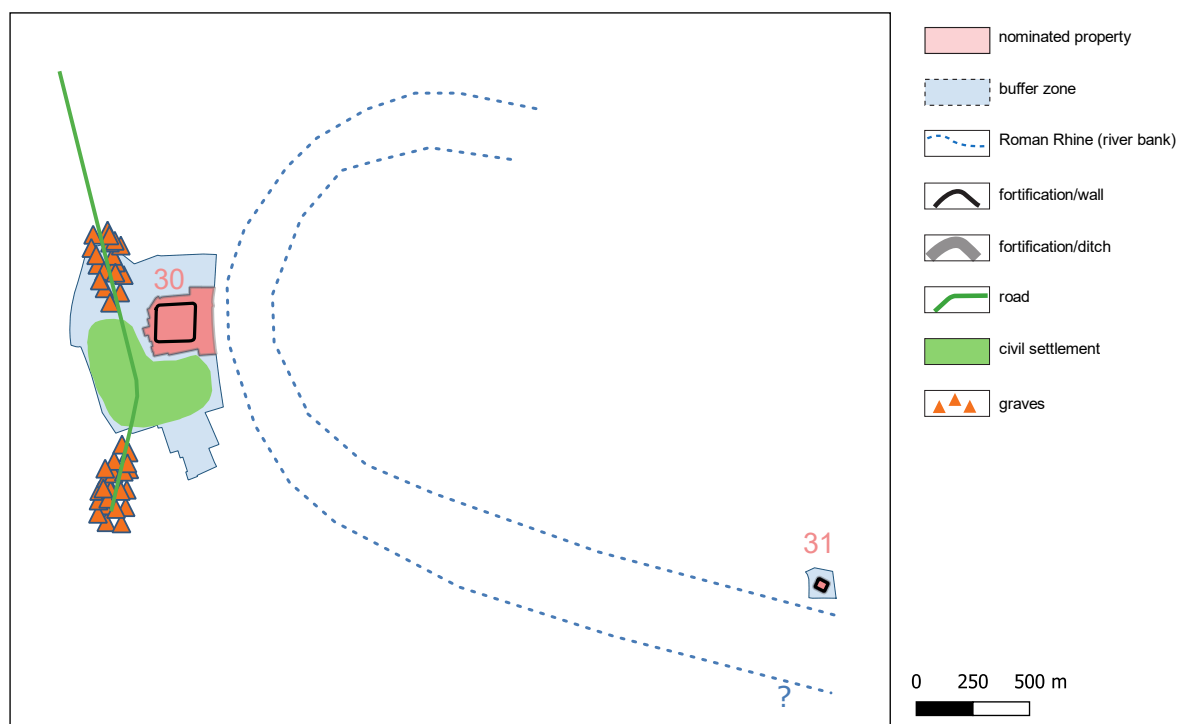 30
31
?
nominated property
buffer zone
Roman Rhine (river bank)
fortification/wall
fortification/ditch
road
civil settlement
graves
0 250 500 m